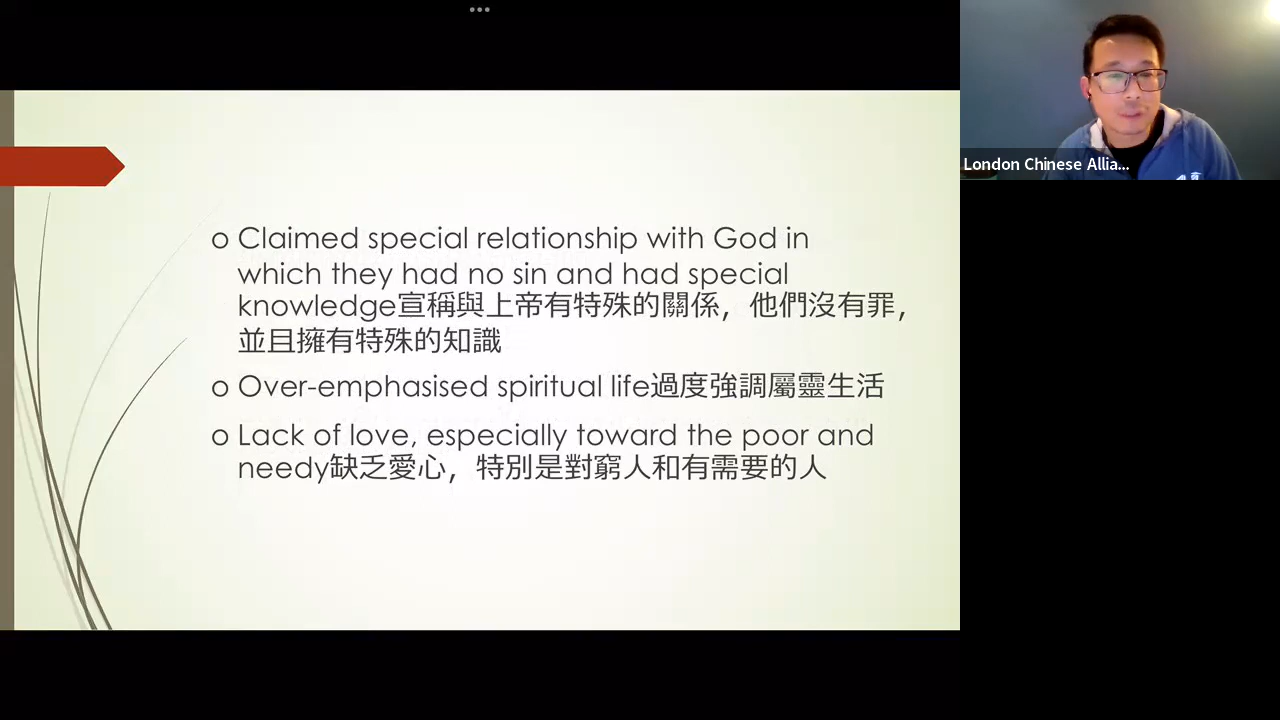 o Claimed special relationship with God in
which they had no sin and had special
knowledge宣稱與上帝有特殊的關係，他們沒有罪，
並且擁有特殊的知識
o Over-emphasised spiritual life過度強調屬靈生活
o Lack of love, especially toward the poor and
needy缺乏愛心，特別是對窮人和有需要的人
London Chinese Allia...